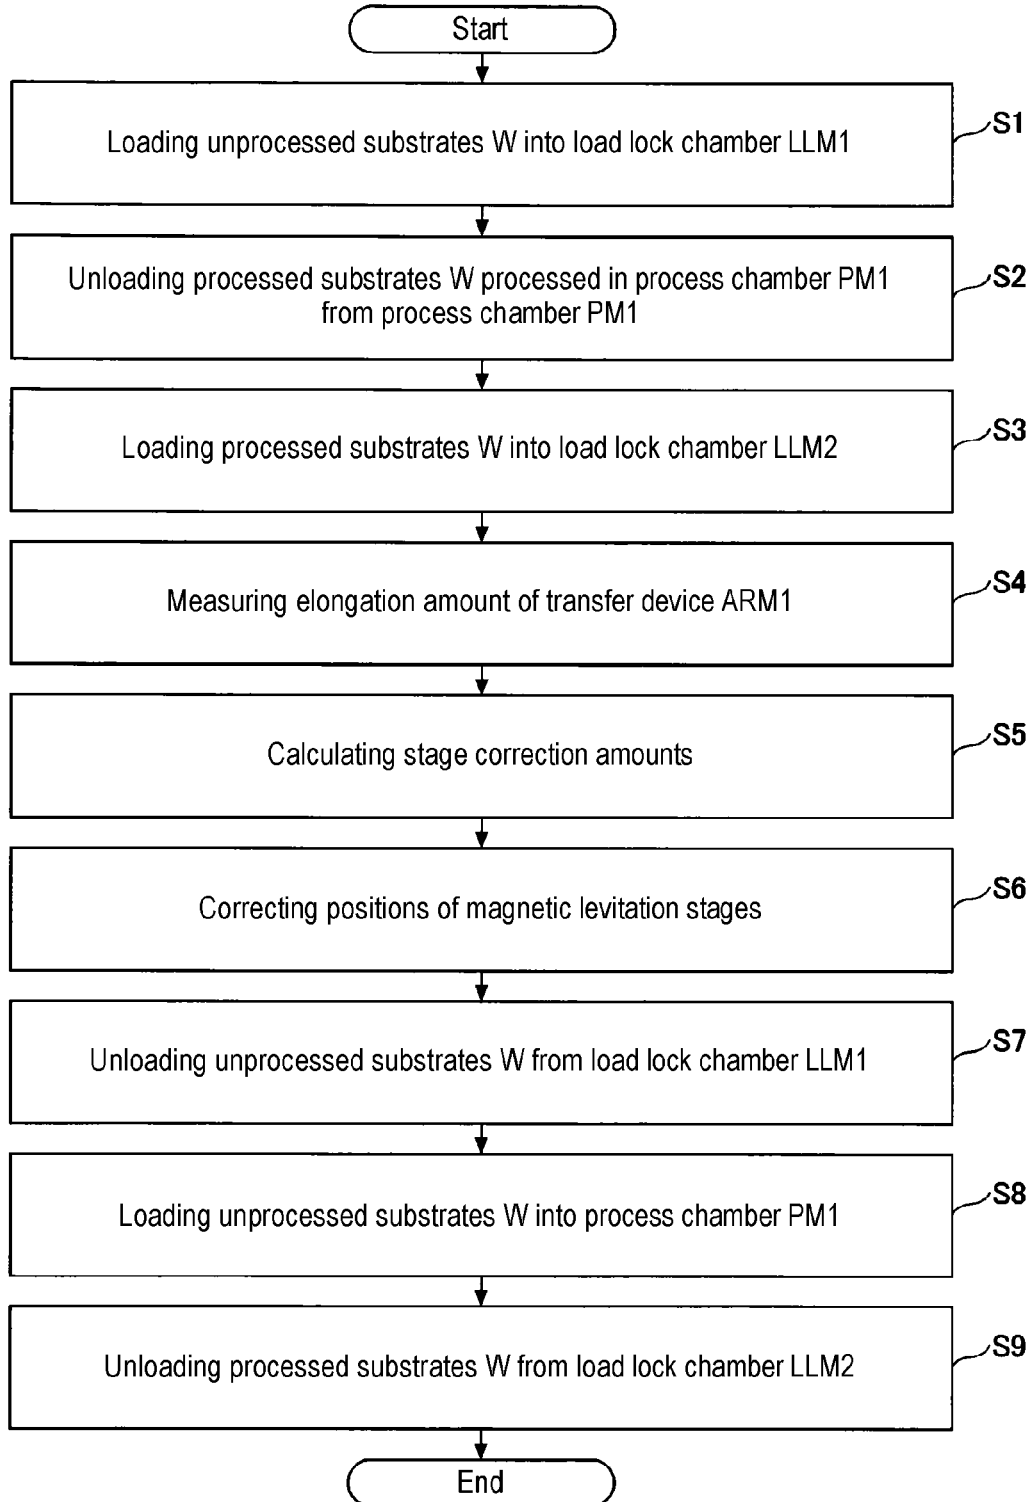 Start
Loading unprocessed substrates W into load lock chamber LLM1
S1
Unloading processed substrates W processed in process chamber PM1
from process chamber PM1
S2
Loading processed substrates W into load lock chamber LLM2
S3
Measuring elongation amount of transfer device ARM1
S4
Calculating stage correction amounts
S5
Correcting positions of magnetic levitation stages
S6
Unloading unprocessed substrates W from load lock chamber LLM1
S7
Loading unprocessed substrates W into process chamber PM1
S8
Unloading processed substrates W from load lock chamber LLM2
S9
End